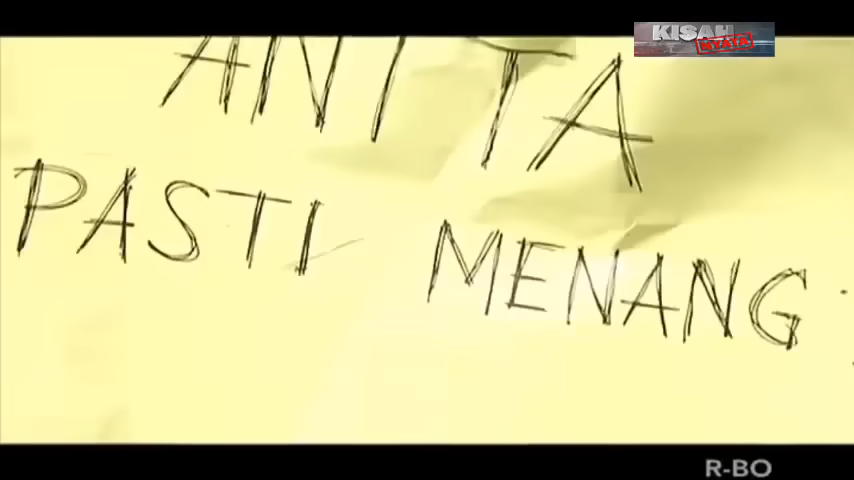 KISAH
NYATA
ANITA
PASTI MENANG
R-BO